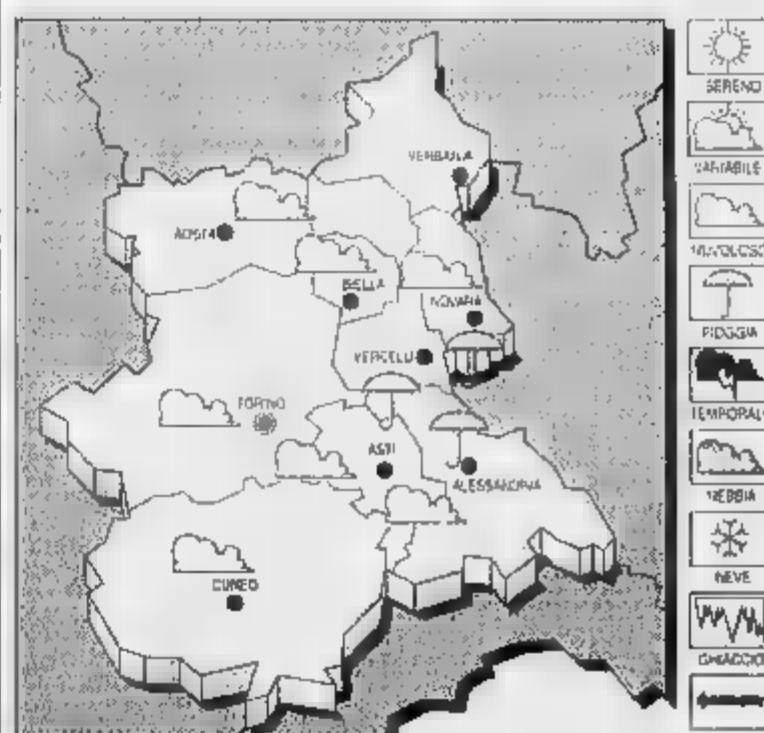 VERBANIA
AOSTA
BIELLA
NOVARA
VERCELLI
TORINO
ASTI
ALESSANDRIA
CUNEO
SERENO
VARIABILE
NUVOLOSO
PIOGGIA
TEMPORALE
NEBBIA
NEVE
GHIACCIO